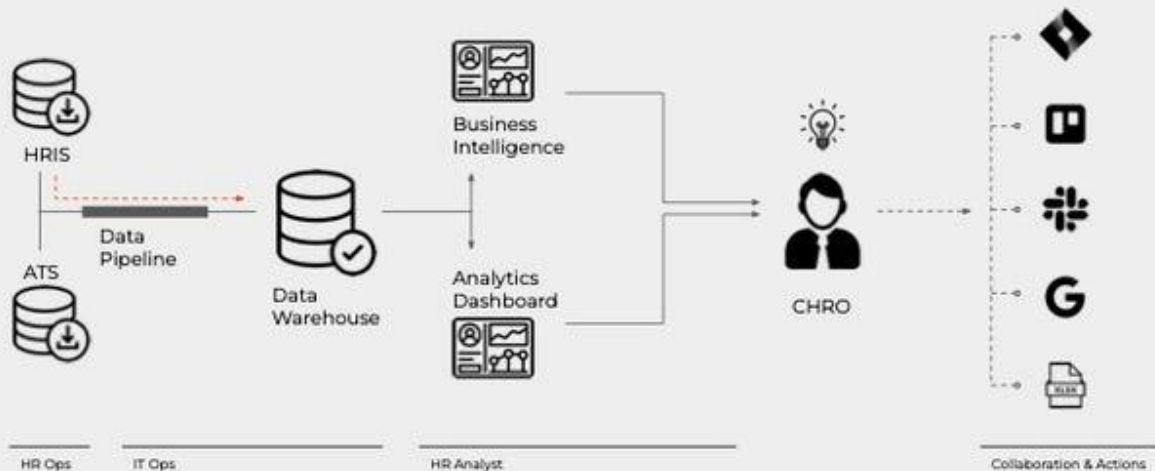 HRIS
Data
Pipeline
ATS
Data
Warehouse
Business
Intelligence
Analytics
Dashboard
CHRO
G
XLSX
HR Ops
IT Ops
HR Analyst
Collaboration & Actions